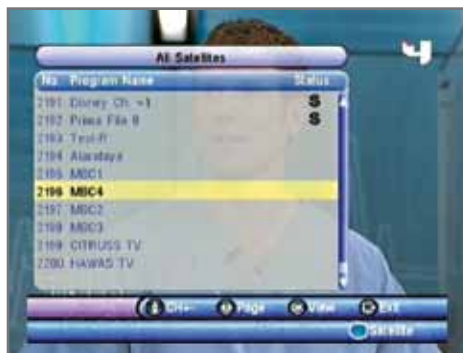 All Satellites
No Program Name Status
2191 Disney Ch +1 S
2192 Prima Fila 8 S
2193 Test-R
2194 Alarabiya
2195 MBC1
2196 MBC4
2197 MBC2
2198 MBC3
2199 CITRUSS TV
2200 HAWAS TV
CH+- Page View Exit
Satellite